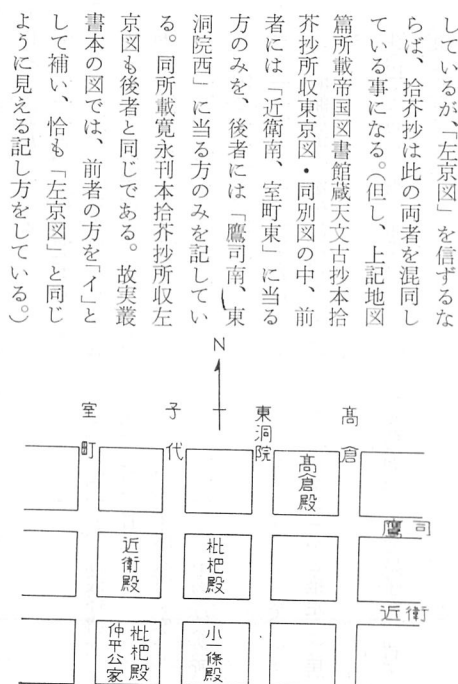 しているが、「左京図」を信ずるな
らば、拾芥抄は此の両者を混同し
ている事になる。(但し、上記地図
篇所載帝国図書館蔵天文古抄本拾
芥抄所収東京図・同別図の中、前
者には「近衛南、室町東」に当る
方のみを、後者には「鷹司南、東
洞院西」に当る方のみを記してい
る。同所載寛永刊本拾芥抄所収左
京図も後者と同じである。故実叢
書本の図では、前者の方を「イ」と
して補い、恰も「左京図」と同じ
ように見える記し方をしている。)
N
高倉
東洞院
子代
室町
高倉殿
鷹司
枇杷殿
近衛殿
近衛
小一條殿
枇杷殿
仲平公家